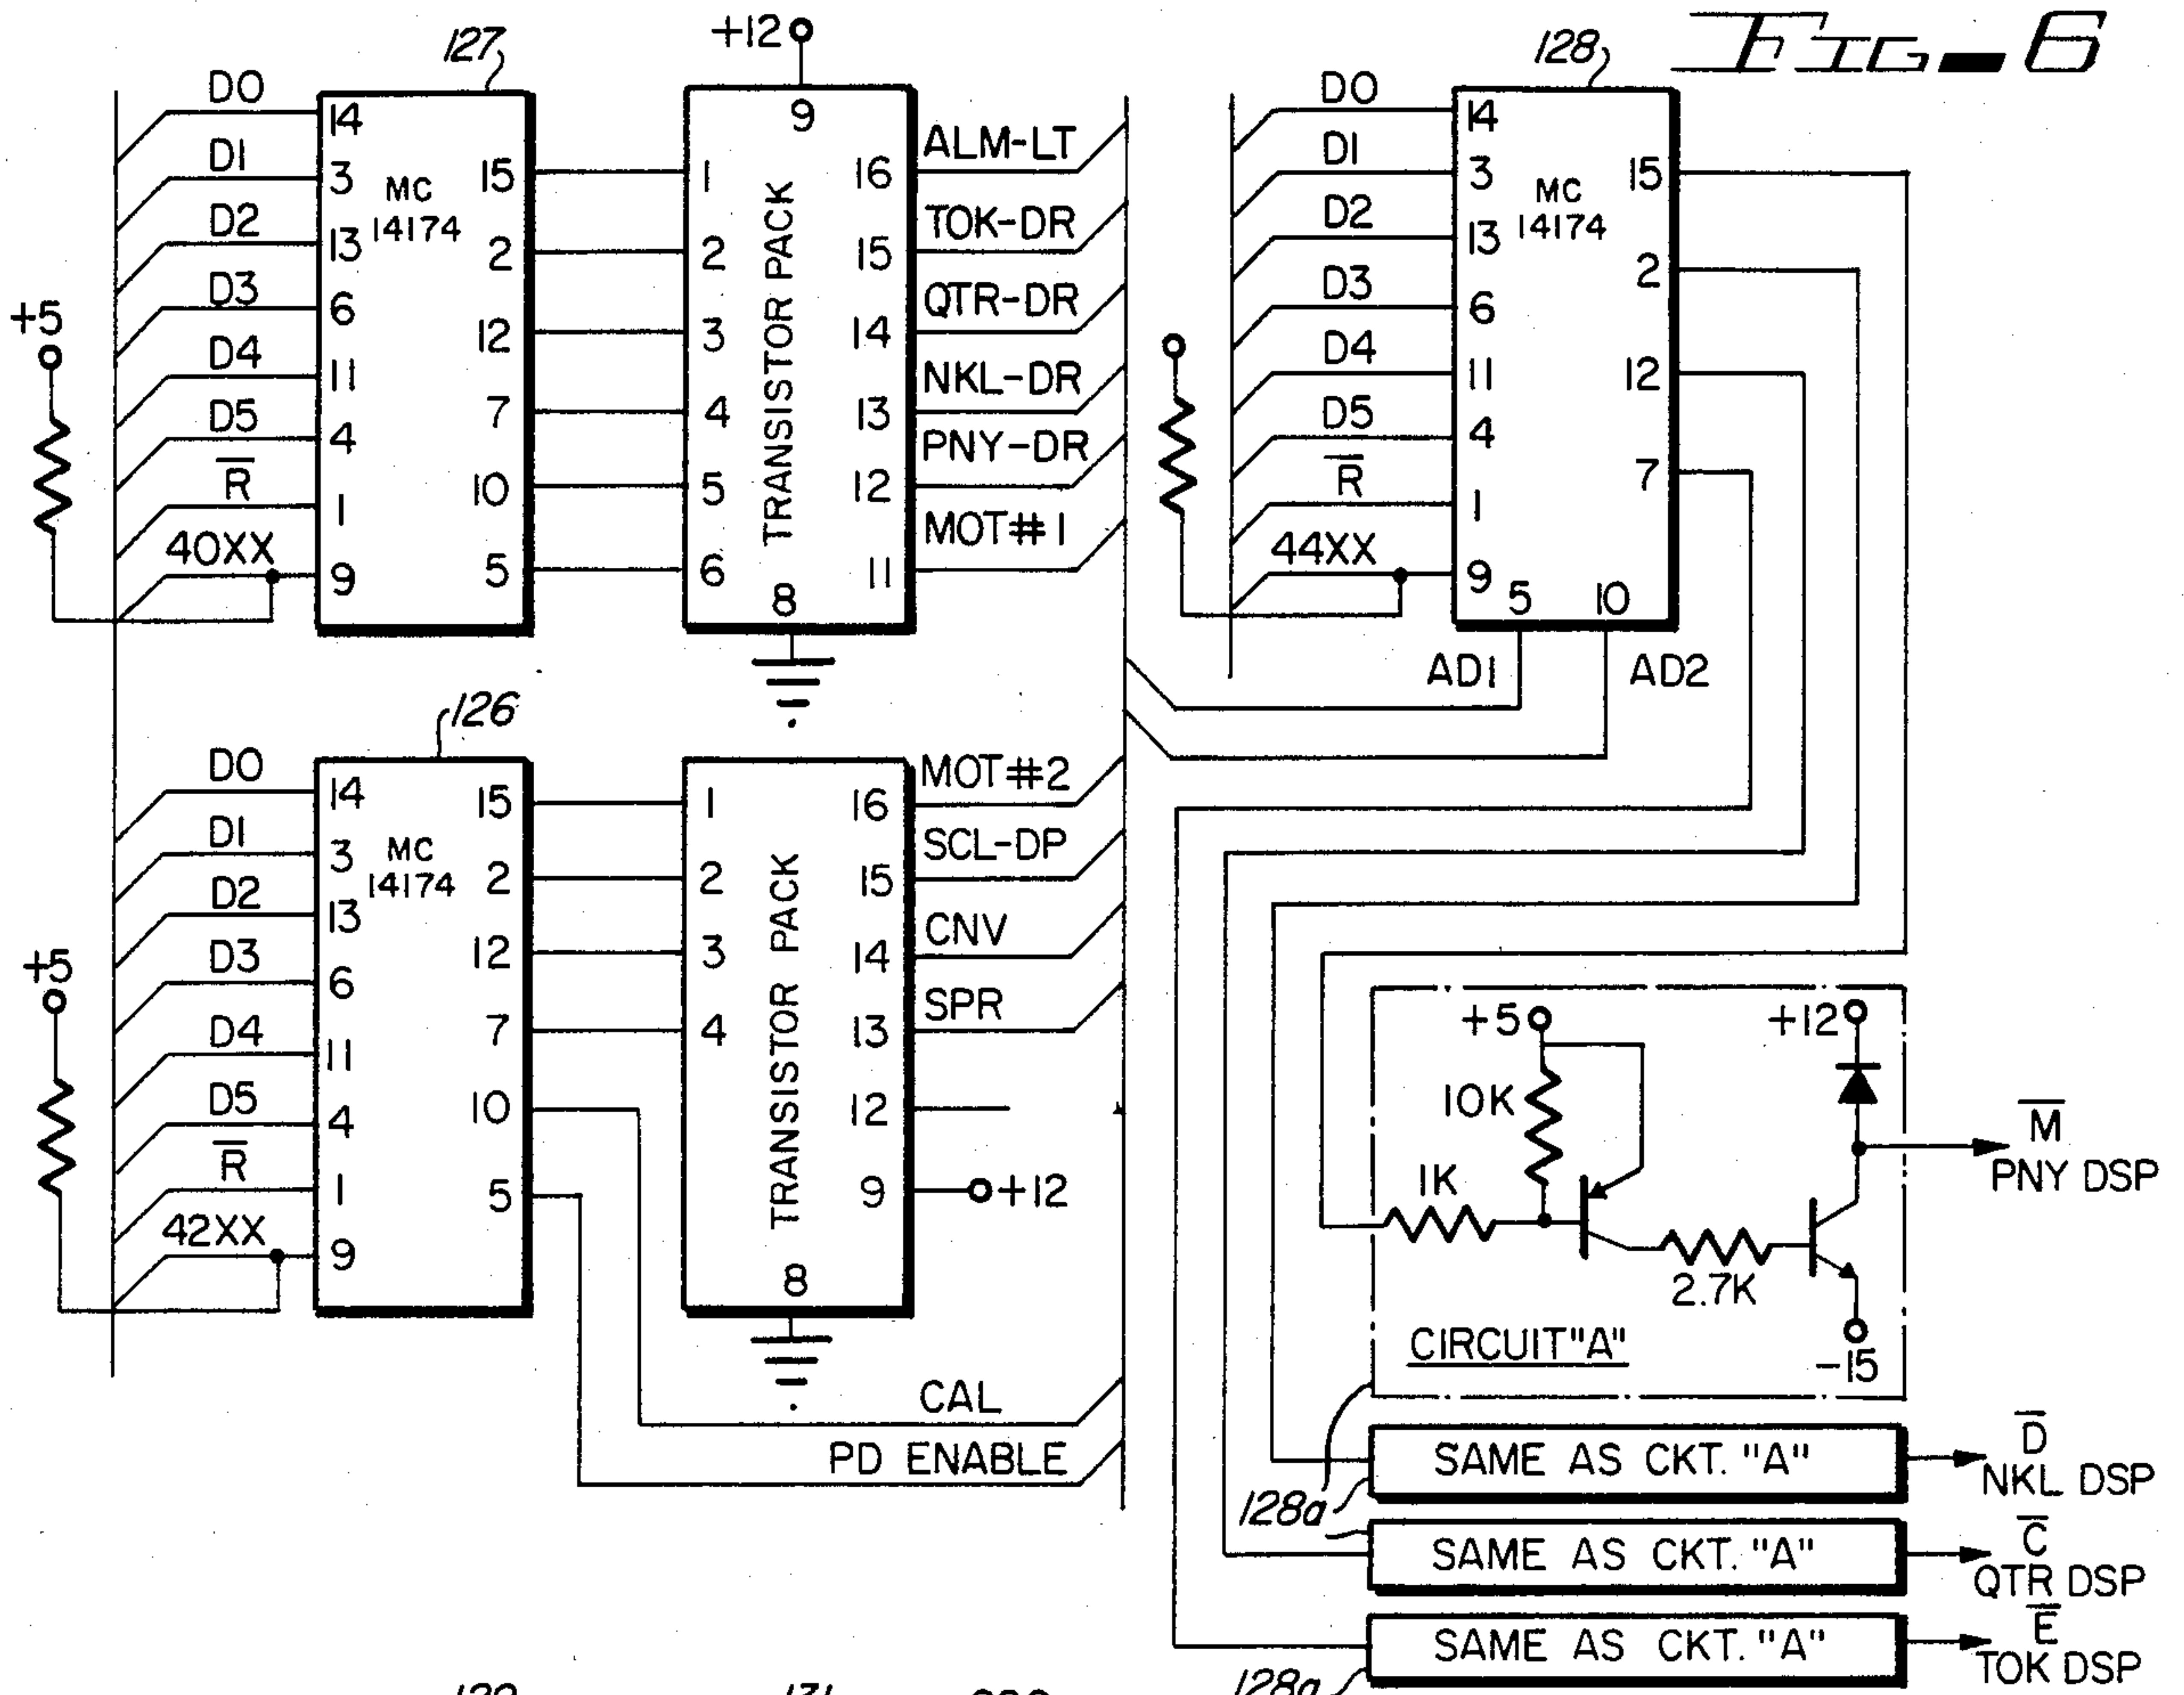 FIG-6
127
D0
D1
D2
D3
D4
D5
R̅
40XX
+5
14
3
13
6
11
4
1
9
MC
14174
15
2
12
7
10
5
+12
9
1
2
3
4
5
6
8
TRANSISTOR PACK
16
15
14
13
12
11
ALM-LT
TOK-DR
QTR-DR
NKL-DR
PNY-DR
MOT#1
128
D0
D1
D2
D3
D4
D5
R̅
44XX
14
3
13
6
11
4
1
9
MC
14174
15
2
12
7
5
10
AD1
AD2
126
D0
D1
D2
D3
D4
D5
R̅
42XX
+5
14
3
13
6
11
4
1
9
MC
14174
15
2
12
7
10
5
1
2
3
4
TRANSISTOR PACK
16
15
14
13
12
9
8
+12
MOT#2
SCL-DP
CNV
SPR
CAL
PD ENABLE
+5
10K
1K
2.7K
+12
-15
CIRCUIT "A"
M̅
PNY DSP
SAME AS CKT. "A"
D̅
NKL DSP
128a
SAME AS CKT. "A"
C̅
QTR DSP
SAME AS CKT. "A"
E̅
TOK DSP
128a
131